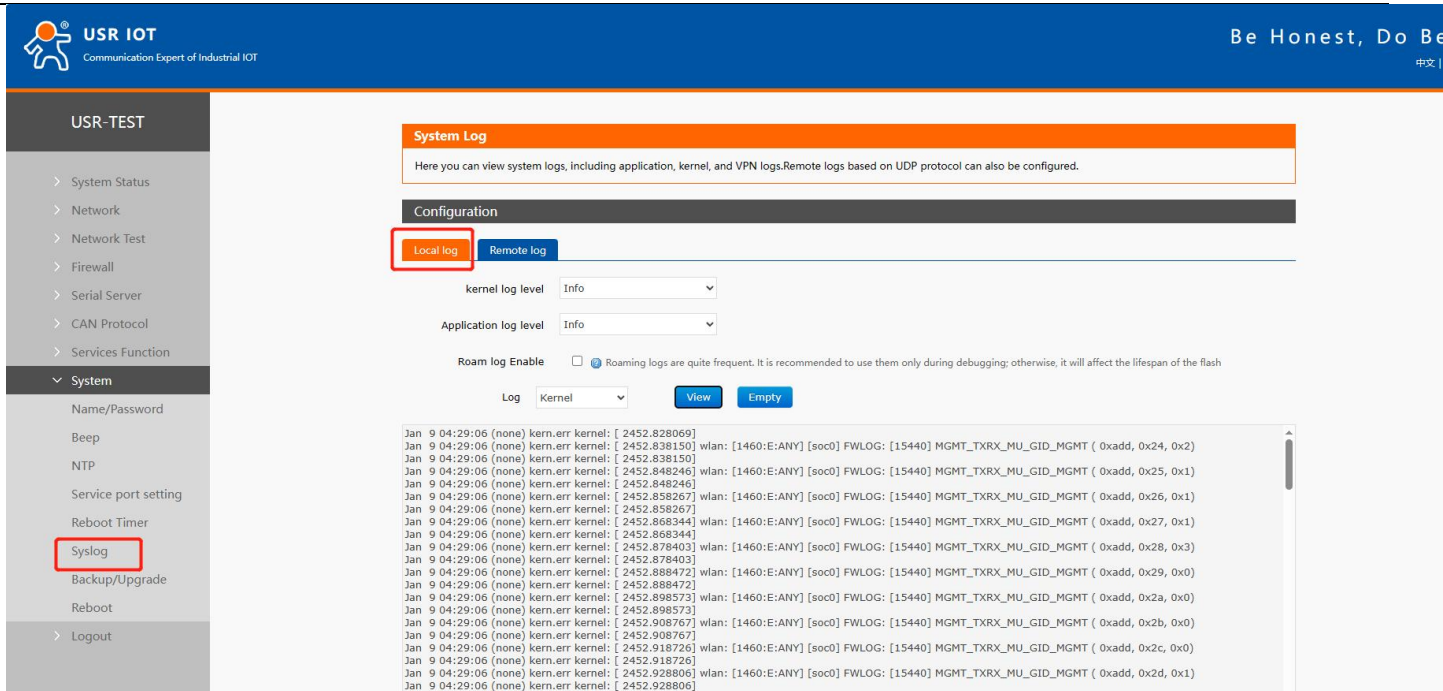 USR IOT
Communication Expert of Industrial IOT
Be Honest, Do Be
中文 |
USR-TEST
System Status
Network
Network Test
Firewall
Serial Server
CAN Protocol
Services Function
System
Name/Password
Beep
NTP
Service port setting
Reboot Timer
Syslog
Backup/Upgrade
Reboot
Logout
System Log
Here you can view system logs, including application, kernel, and VPN logs.Remote logs based on UDP protocol can also be configured.
Configuration
Local log Remote log
kernel log level Info
Application log level Info
Roam log Enable Roaming logs are quite frequent. It is recommended to use them only during debugging; otherwise, it will affect the lifespan of the flash
Log Kernel View Empty
Jan 9 04:29:06 (none) kern.err kernel: [ 2452.828069]
Jan 9 04:29:06 (none) kern.err kernel: [ 2452.838150] wlan: [1460:E:ANY] [soc0] FWLOG: [15440] MGMT_TXRX_MU_GID_MGMT ( 0xadd, 0x24, 0x2)
Jan 9 04:29:06 (none) kern.err kernel: [ 2452.838150]
Jan 9 04:29:06 (none) kern.err kernel: [ 2452.848246] wlan: [1460:E:ANY] [soc0] FWLOG: [15440] MGMT_TXRX_MU_GID_MGMT ( 0xadd, 0x25, 0x1)
Jan 9 04:29:06 (none) kern.err kernel: [ 2452.848246]
Jan 9 04:29:06 (none) kern.err kernel: [ 2452.858267] wlan: [1460:E:ANY] [soc0] FWLOG: [15440] MGMT_TXRX_MU_GID_MGMT ( 0xadd, 0x26, 0x1)
Jan 9 04:29:06 (none) kern.err kernel: [ 2452.858267]
Jan 9 04:29:06 (none) kern.err kernel: [ 2452.868344] wlan: [1460:E:ANY] [soc0] FWLOG: [15440] MGMT_TXRX_MU_GID_MGMT ( 0xadd, 0x27, 0x1)
Jan 9 04:29:06 (none) kern.err kernel: [ 2452.868344]
Jan 9 04:29:06 (none) kern.err kernel: [ 2452.878403] wlan: [1460:E:ANY] [soc0] FWLOG: [15440] MGMT_TXRX_MU_GID_MGMT ( 0xadd, 0x28, 0x3)
Jan 9 04:29:06 (none) kern.err kernel: [ 2452.878403]
Jan 9 04:29:06 (none) kern.err kernel: [ 2452.888472] wlan: [1460:E:ANY] [soc0] FWLOG: [15440] MGMT_TXRX_MU_GID_MGMT ( 0xadd, 0x29, 0x0)
Jan 9 04:29:06 (none) kern.err kernel: [ 2452.888472]
Jan 9 04:29:06 (none) kern.err kernel: [ 2452.898573] wlan: [1460:E:ANY] [soc0] FWLOG: [15440] MGMT_TXRX_MU_GID_MGMT ( 0xadd, 0x2a, 0x0)
Jan 9 04:29:06 (none) kern.err kernel: [ 2452.898573]
Jan 9 04:29:06 (none) kern.err kernel: [ 2452.908767] wlan: [1460:E:ANY] [soc0] FWLOG: [15440] MGMT_TXRX_MU_GID_MGMT ( 0xadd, 0x2b, 0x0)
Jan 9 04:29:06 (none) kern.err kernel: [ 2452.908767]
Jan 9 04:29:06 (none) kern.err kernel: [ 2452.918726] wlan: [1460:E:ANY] [soc0] FWLOG: [15440] MGMT_TXRX_MU_GID_MGMT ( 0xadd, 0x2c, 0x0)
Jan 9 04:29:06 (none) kern.err kernel: [ 2452.918726]
Jan 9 04:29:06 (none) kern.err kernel: [ 2452.928806] wlan: [1460:E:ANY] [soc0] FWLOG: [15440] MGMT_TXRX_MU_GID_MGMT ( 0xadd, 0x2d, 0x1)
Jan 9 04:29:06 (none) kern.err kernel: [ 2452.928806]